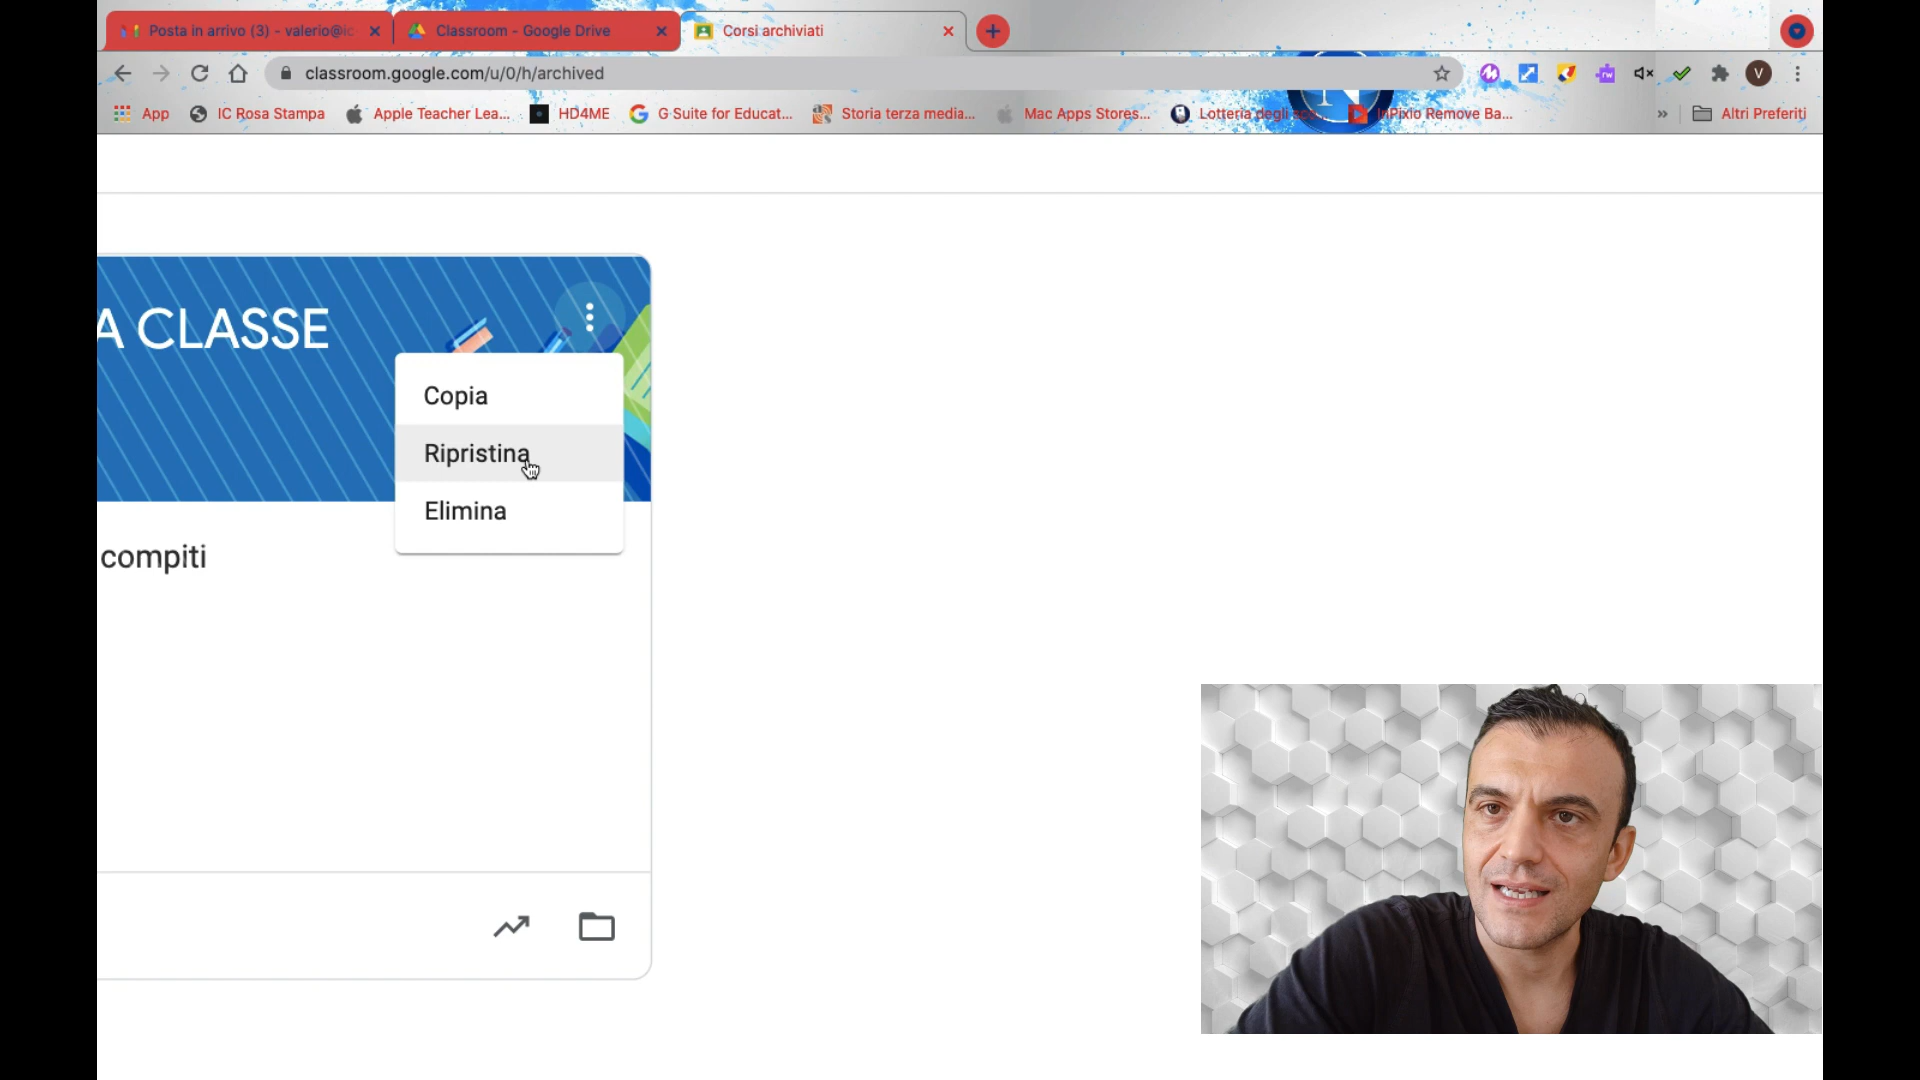 Posta in arrivo (3) - valerio@ic
Classroom - Google Drive
Corsi archiviati
classroom.google.com/u/0/h/archived
rw
V
App
IC Rosa Stampa
Apple Teacher Lea...
HD4ME
G Suite for Educat...
Storia terza media...
Mac Apps Stores...
Lotteria degli
InPixio Remove Ba...
N
»
Altri Preferiti
A CLASSE
Copia
Ripristina
Elimina
compiti